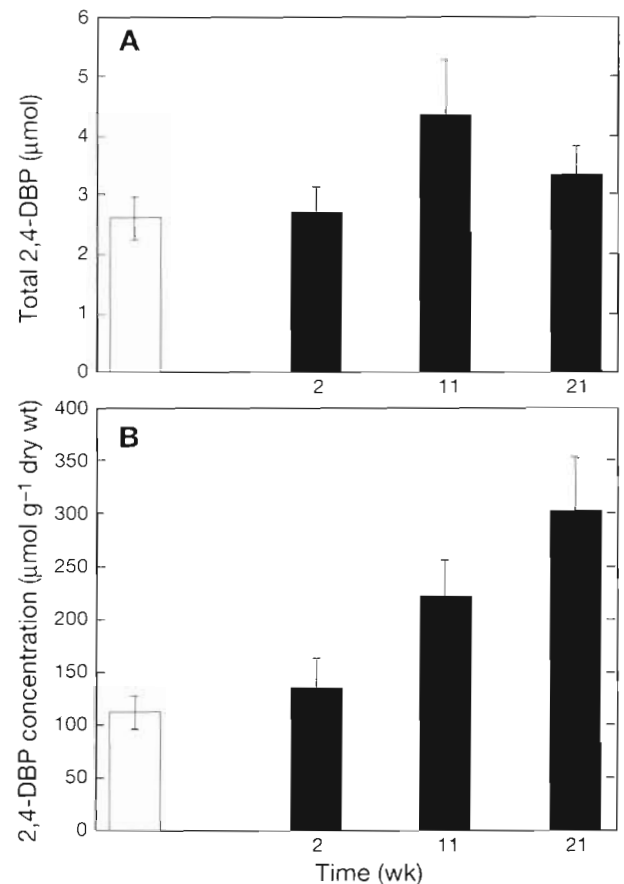 A
Total 2,4-DBP (μmol)
6
5
4
3
2
1
0
2 11 21
B
2,4-DBP concentration (μmol g⁻¹ dry wt)
400
350
300
250
200
150
100
50
0
2 11 21
Time (wk)